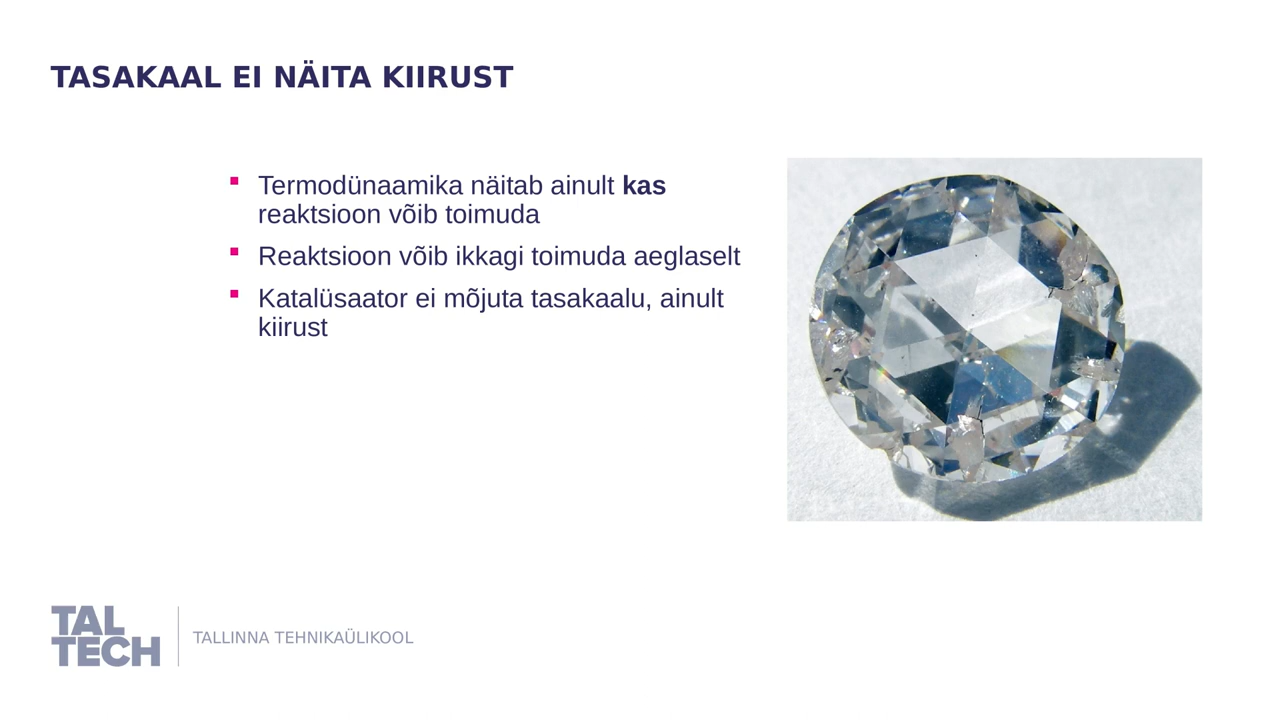 TASAKAAL EI NÄITA KIIRUST
Termodünaamika näitab ainult kas
reaktsioon võib toimuda
Reaktsioon võib ikkagi toimuda aeglaselt
Katalüsaator ei mõjuta tasakaalu, ainult
kiirust
TAL
TECH
TALLINNA TEHNIKAÜLIKOOL